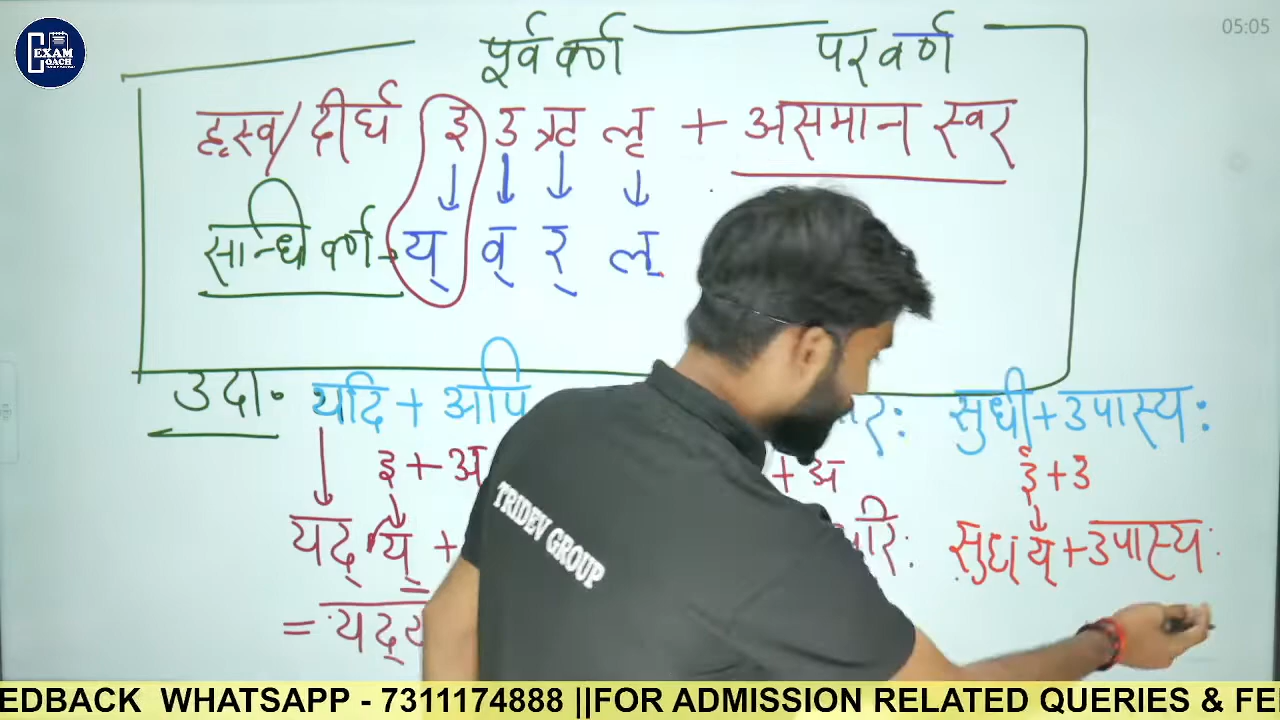 EXAM COACH
05:05
पूर्व वर्ण परवर्ण
ह्रस्व/दीर्घ इ उ ऋ लृ + असमान स्वर
सन्धि वर्ण - य् व् र् ल्
उदा. यदि + अपि रि: सुधी + उपास्य:
इ + अ + अ ई + उ
यद् य् + रि: सुध् य् + उपास्य:
= यद्य
TRIDEV GROUP
EDBACK WHATSAPP - 7311174888 ||FOR ADMISSION RELATED QUERIES & FE